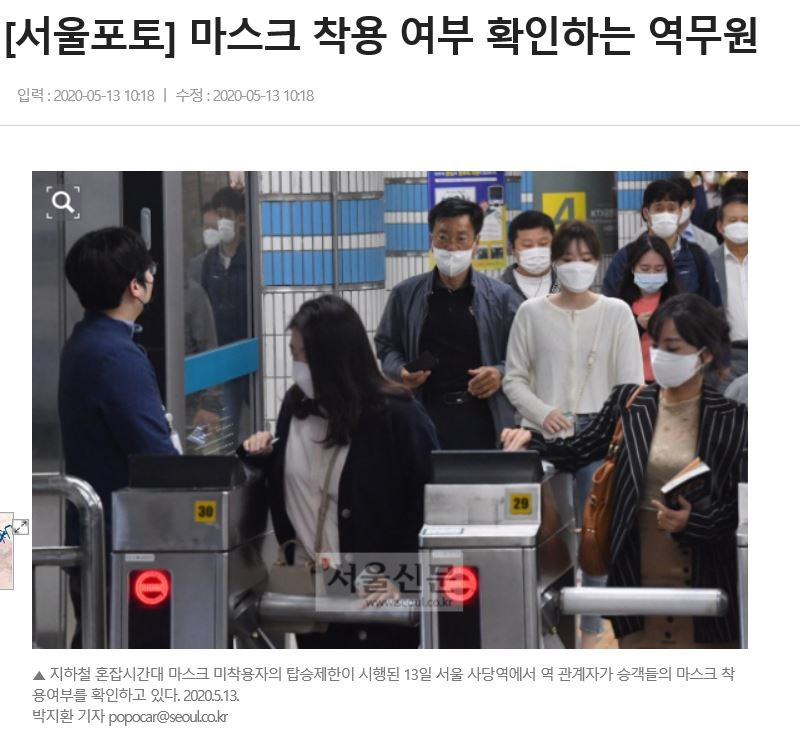 [서울포토] 마스크 착용 여부 확인하는 역무원
입력 : 2020-05-13 10:18 | 수정 : 2020-05-13 10:18
4
30
29
서울신문
www.seoul.co.kr
▲ 지하철 혼잡시간대 마스크 미착용자의 탑승제한이 시행된 13일 서울 사당역에서 역 관계자가 승객들의 마스크 착
용여부를 확인하고 있다. 2020.5.13.
박지환 기자 popocar@seoul.co.kr